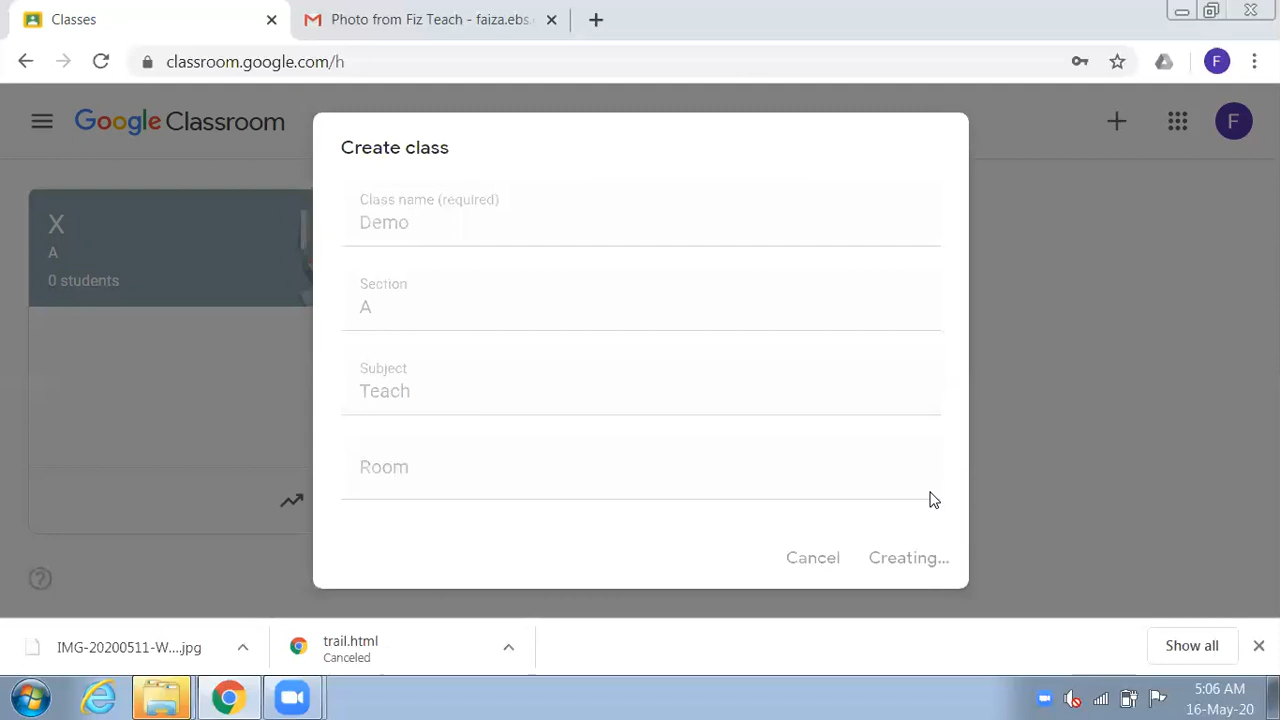 Classes
Photo from Fiz Teach - faiza.ebs.
classroom.google.com/h
F
Google Classroom
F
Create class
X
A
0 students
Class name (required)
Demo
Section
A
Subject
Teach
Room
Cancel
Creating...
IMG-20200511-W....jpg
trail.html
Canceled
Show all
5:06 AM
16-May-20